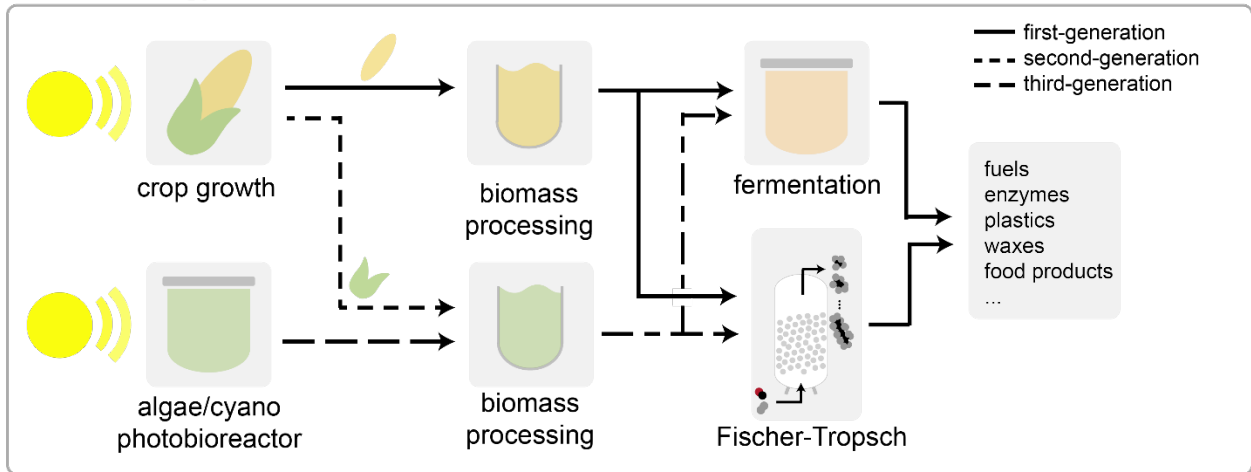 first-generation
second-generation
third-generation
crop growth
biomass
processing
fermentation
fuels
enzymes
plastics
waxes
food products
...
algae/cyano
photobioreactor
biomass
processing
Fischer-Tropsch